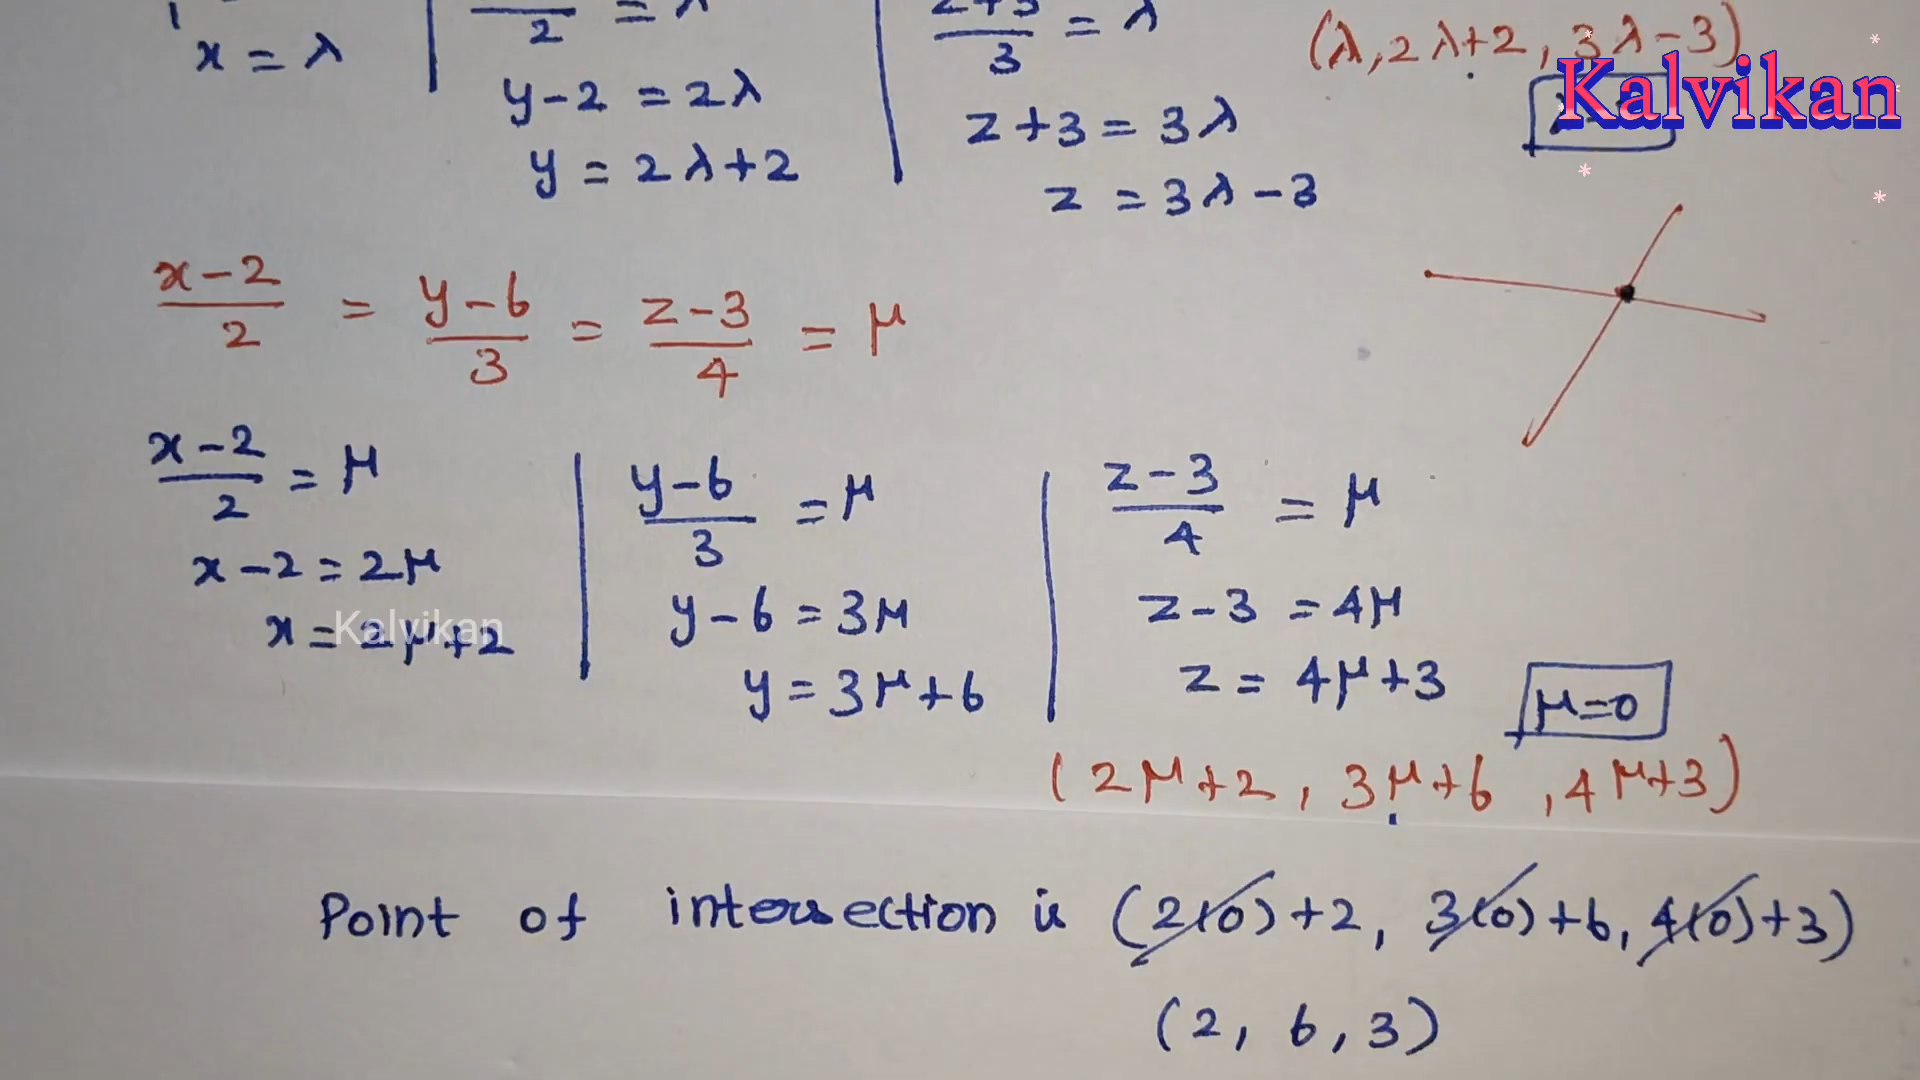 x = λ
2 = λ
y-2 = 2λ
y = 2λ+2
3 = λ
z+3 = 3λ
z = 3λ-3
(λ, 2λ+2, 3λ-3)
Kalvikan
(x-2)/2 = (y-6)/3 = (z-3)/4 = μ
(x-2)/2 = μ
x-2 = 2μ
x = 2μ+2
Kalvikan
(y-6)/3 = μ
y-6 = 3μ
y = 3μ+6
(z-3)/4 = μ
z-3 = 4μ
z = 4μ+3
μ=0
(2μ+2, 3μ+6, 4μ+3)
Point of intersection is (2(0)+2, 3(0)+6, 4(0)+3)
(2, 6, 3)